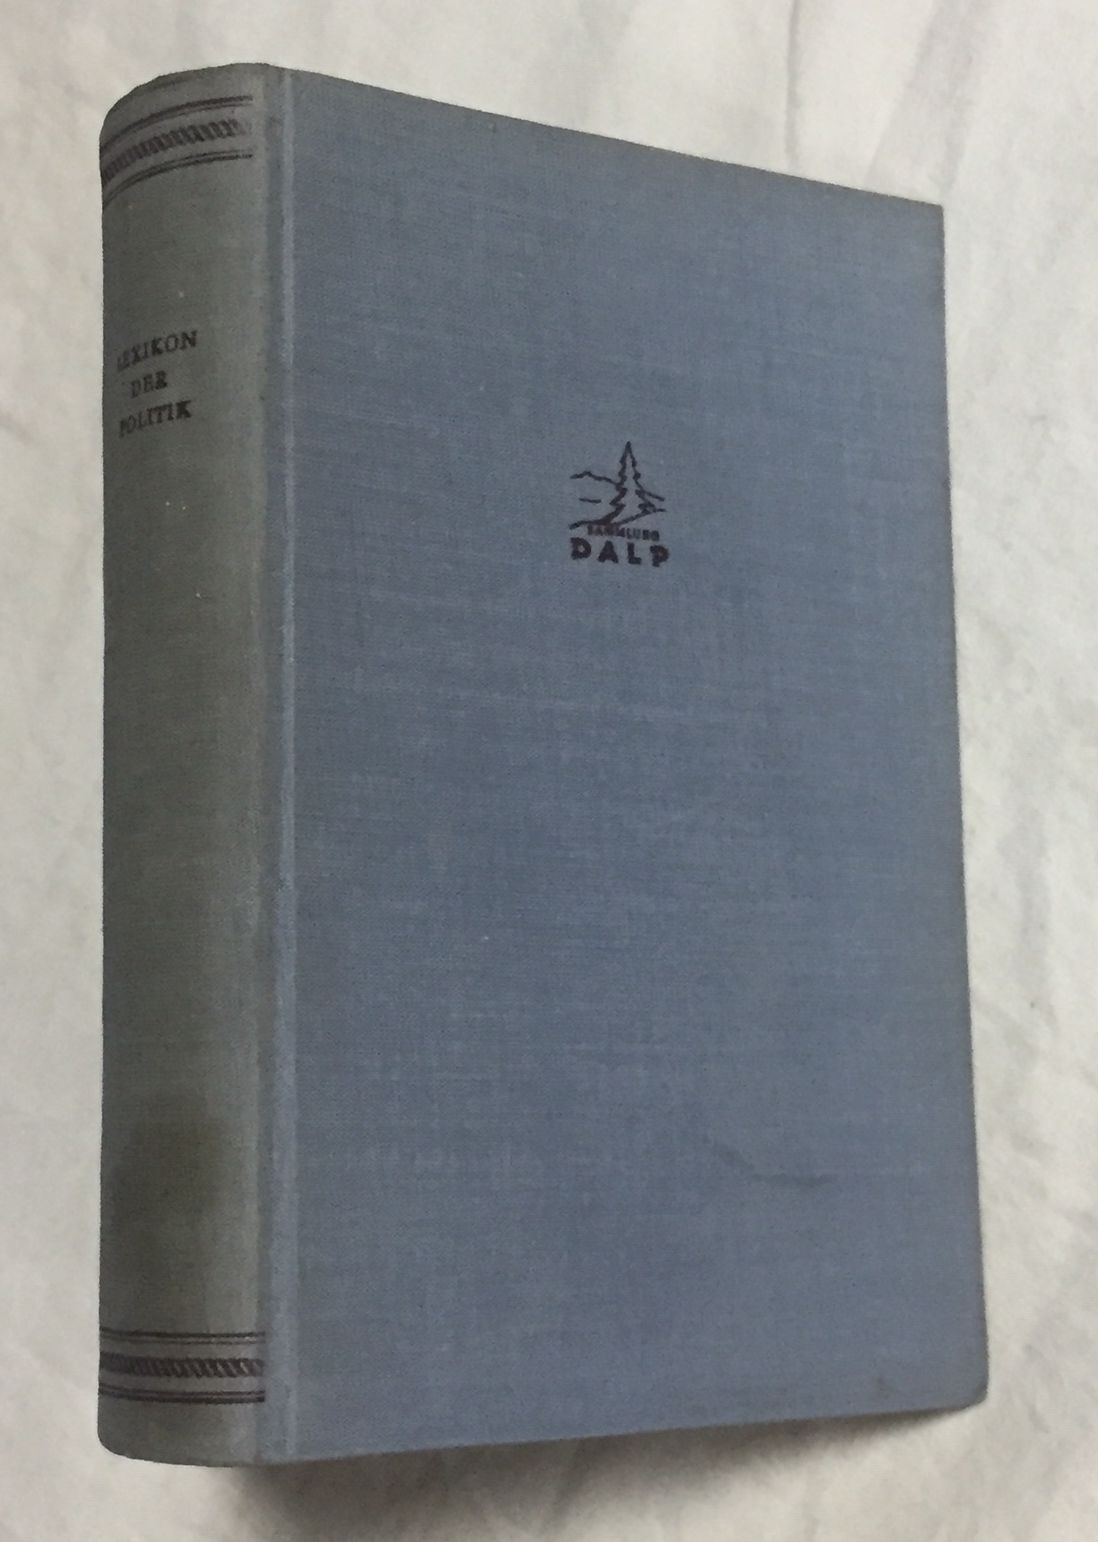 LEXIKON
DER
POLITIK
SAMMLUNG
DALP